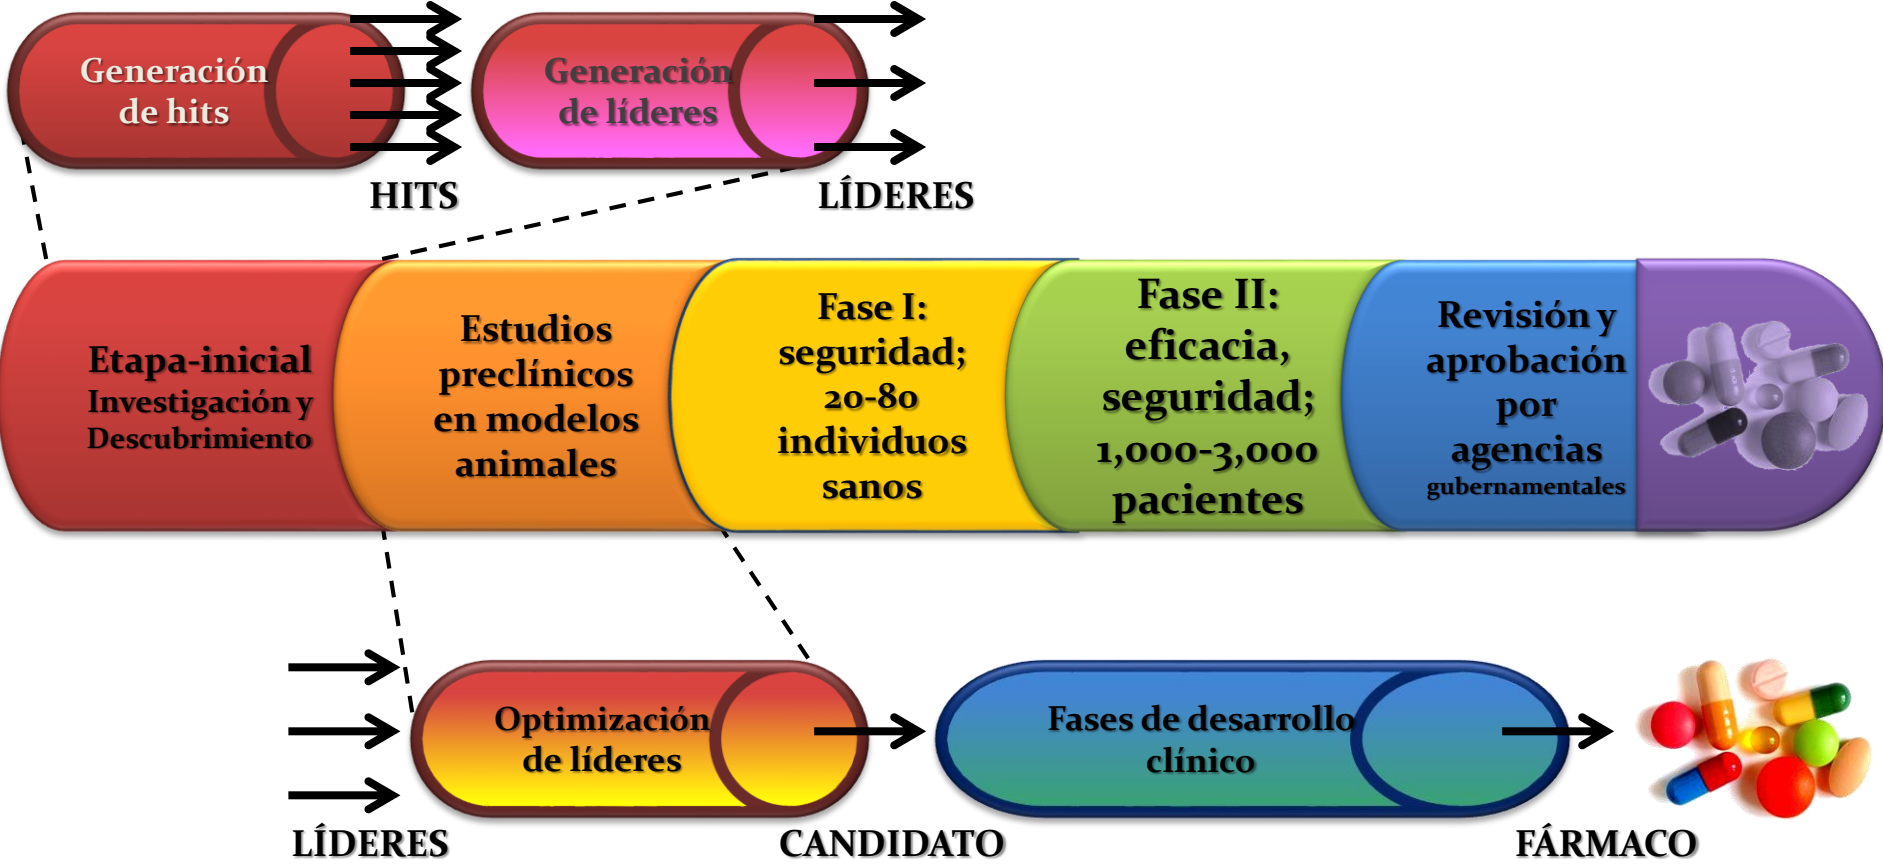 Generación
de hits
HITS
Generación
de líderes
LÍDERES
Etapa-inicial
Investigación y
Descubrimiento
Estudios
preclínicos
en modelos
animales
Fase I:
seguridad;
20-80
individuos
sanos
Fase II:
eficacia,
seguridad;
1,000-3,000
pacientes
Revisión y
aprobación
por
agencias
gubernamentales
LÍDERES
Optimización
de líderes
CANDIDATO
Fases de desarrollo
clínico
FÁRMACO